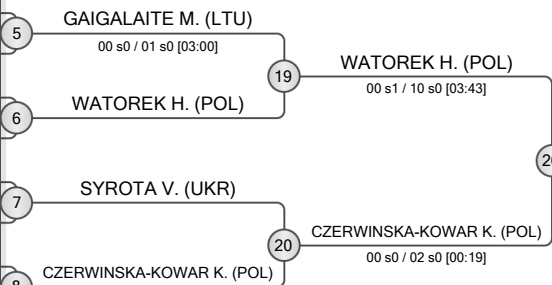 GAIGALAITE M. (LTU)
5
00 s0 / 01 s0 [03:00]
WATOREK H. (POL)
19
00 s1 / 10 s0 [03:43]
WATOREK H. (POL)
6
SYROTA V. (UKR)
7
CZERWINSKA-KOWAR K. (POL)
20
00 s0 / 02 s0 [00:19]
CZERWINSKA-KOWAR K. (POL)
8